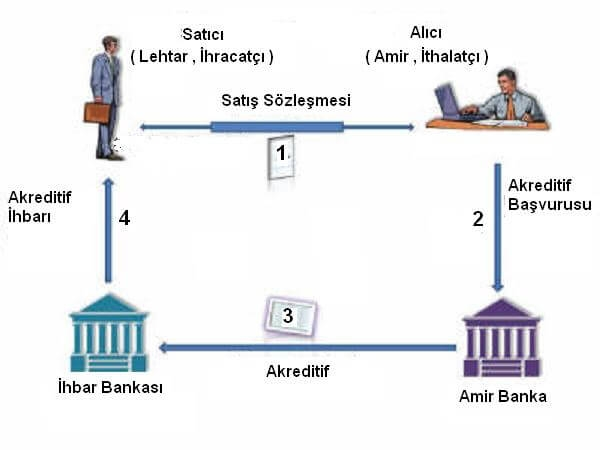 Satıcı
( Lehtar , İhracatçı )
Alıcı
( Amir , İthalatçı )
Satış Sözleşmesi
1.
Akreditif
İhbarı
4
2
Akreditif
Başvurusu
3
Akreditif
İhbar Bankası
Amir Banka